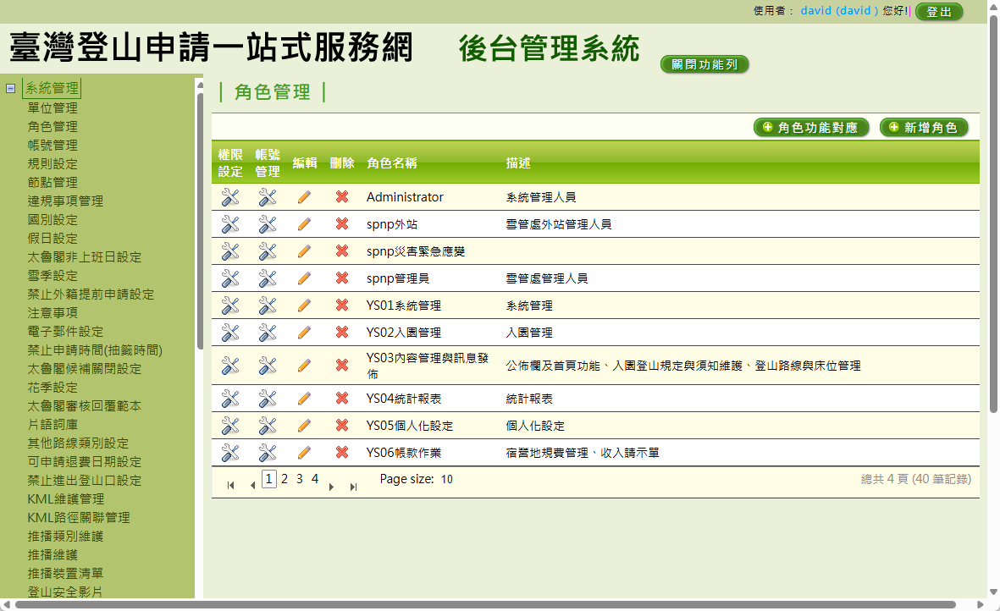 使用者： david (david ) 您好!| 登出
臺灣登山申請一站式服務網 後台管理系統
關閉功能列
系統管理
單位管理
角色管理
帳號管理
規則設定
節點管理
違規事項管理
國別設定
假日設定
太魯閣非上班日設定
雪季設定
禁止外籍提前申請設定
注意事項
電子郵件設定
禁止申請時間(抽籤時間)
太魯閣候補關閉設定
花季設定
太魯閣審核回覆範本
片語詞庫
其他路線類別設定
可申請退費日期設定
禁止進出登山口設定
KML維護管理
KML路徑關聯管理
推播類別維護
推播維護
推播裝置清單
登山安全影片
| 角色管理 |
角色功能對應 新增角色
權限設定 帳號管理 編輯 刪除 角色名稱 描述
Administrator 系統管理人員
spnp外站 雪管處外站管理人員
spnp災害緊急應變
spnp管理員 雪管處管理人員
YS01系統管理 系統管理
YS02入園管理 入園管理
YS03內容管理與訊息發
佈 公佈欄及首頁功能、入園登山規定與須知維護、登山路線與床位管理
YS04統計報表 統計報表
YS05個人化設定 個人化設定
YS06帳款作業 宿營地規費管理、收入請示單
1 2 3 4 Page size: 10 總共 4 頁 (40 筆記錄)